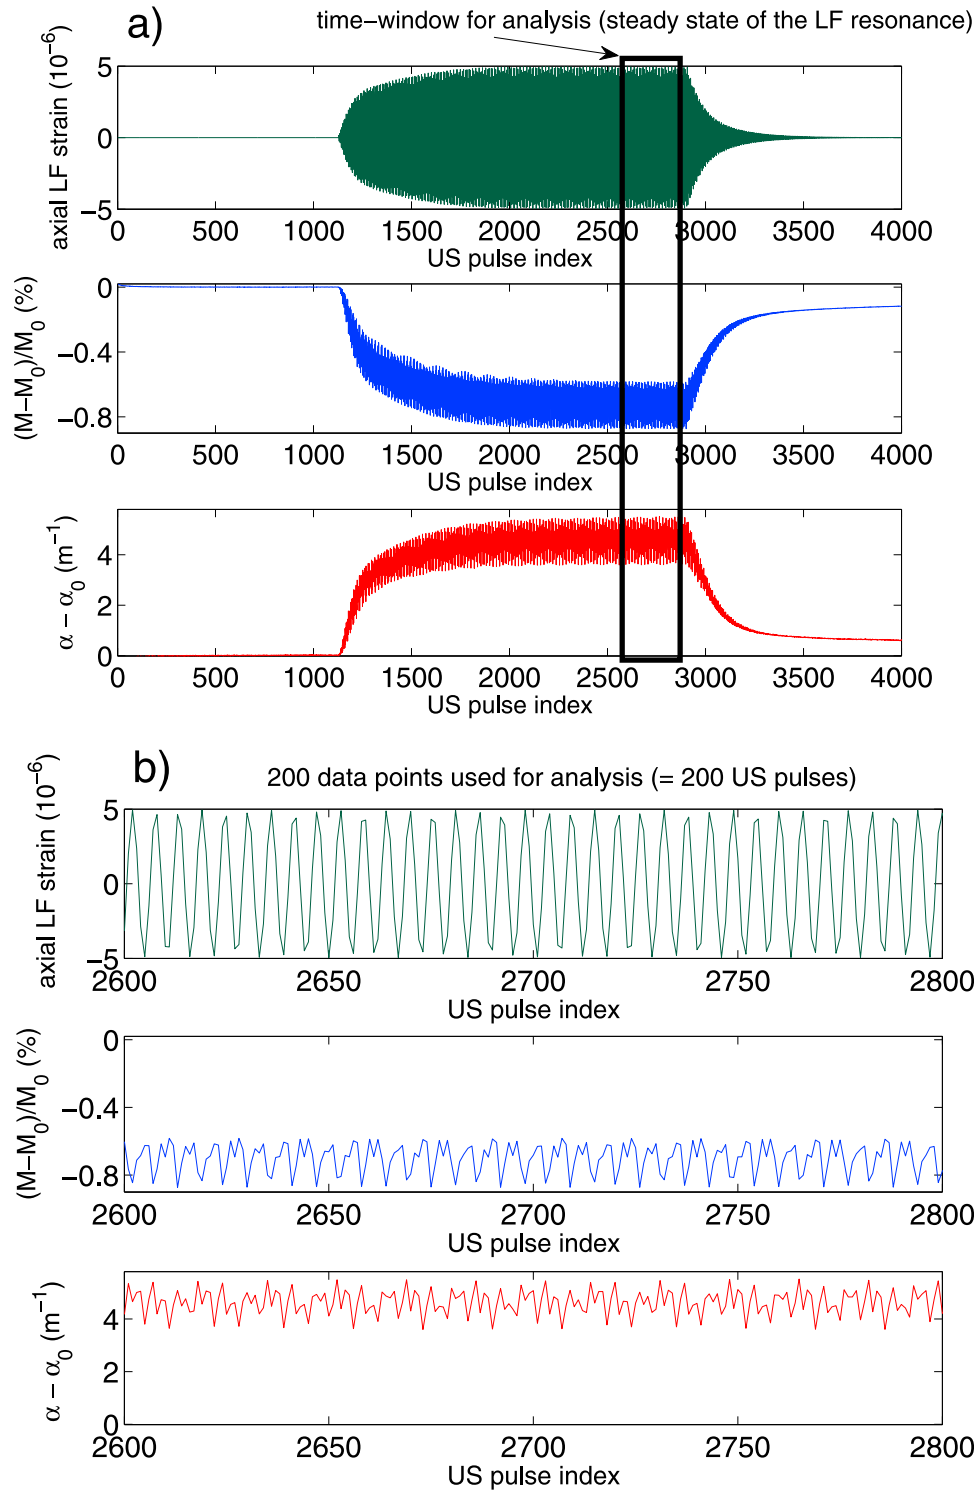 a)
time−window for analysis (steady state of the LF resonance)
axial LF strain (10⁻⁶)
5
0
−5
0 500 1000 1500 2000 2500 3000 3500 4000
US pulse index
(M−M₀)/M₀ (%)
0
−0.4
−0.8
0 500 1000 1500 2000 2500 3000 3500 4000
US pulse index
α − α₀ (m⁻¹)
4
2
0
0 500 1000 1500 2000 2500 3000 3500 4000
US pulse index
b)
200 data points used for analysis (= 200 US pulses)
axial LF strain (10⁻⁶)
5
0
−5
2600 2650 2700 2750 2800
US pulse index
(M−M₀)/M₀ (%)
0
−0.4
−0.8
2600 2650 2700 2750 2800
US pulse index
α − α₀ (m⁻¹)
4
2
0
2600 2650 2700 2750 2800
US pulse index